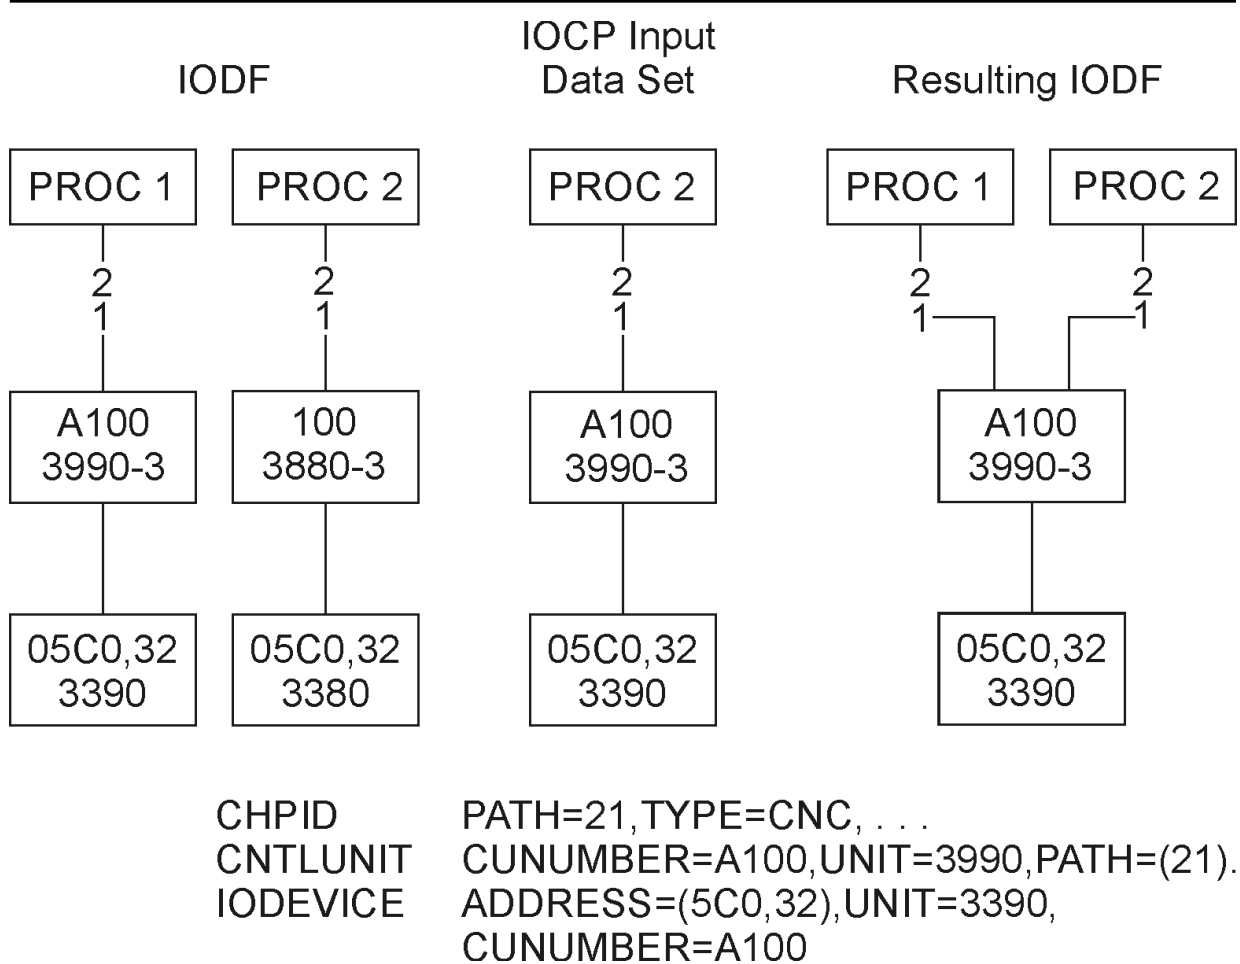 IODF
IOCP Input
Data Set
Resulting IODF
PROC 1
PROC 2
PROC 2
PROC 1
PROC 2
2
1
2
1
2
1
2
1
2
1
A100
3990-3
100
3880-3
A100
3990-3
A100
3990-3
05C0,32
3390
05C0,32
3380
05C0,32
3390
05C0,32
3390
CHPID PATH=21,TYPE=CNC, . . .
CNTLUNIT CUNUMBER=A100,UNIT=3990,PATH=(21).
IODEVICE ADDRESS=(5C0,32),UNIT=3390,
CUNUMBER=A100